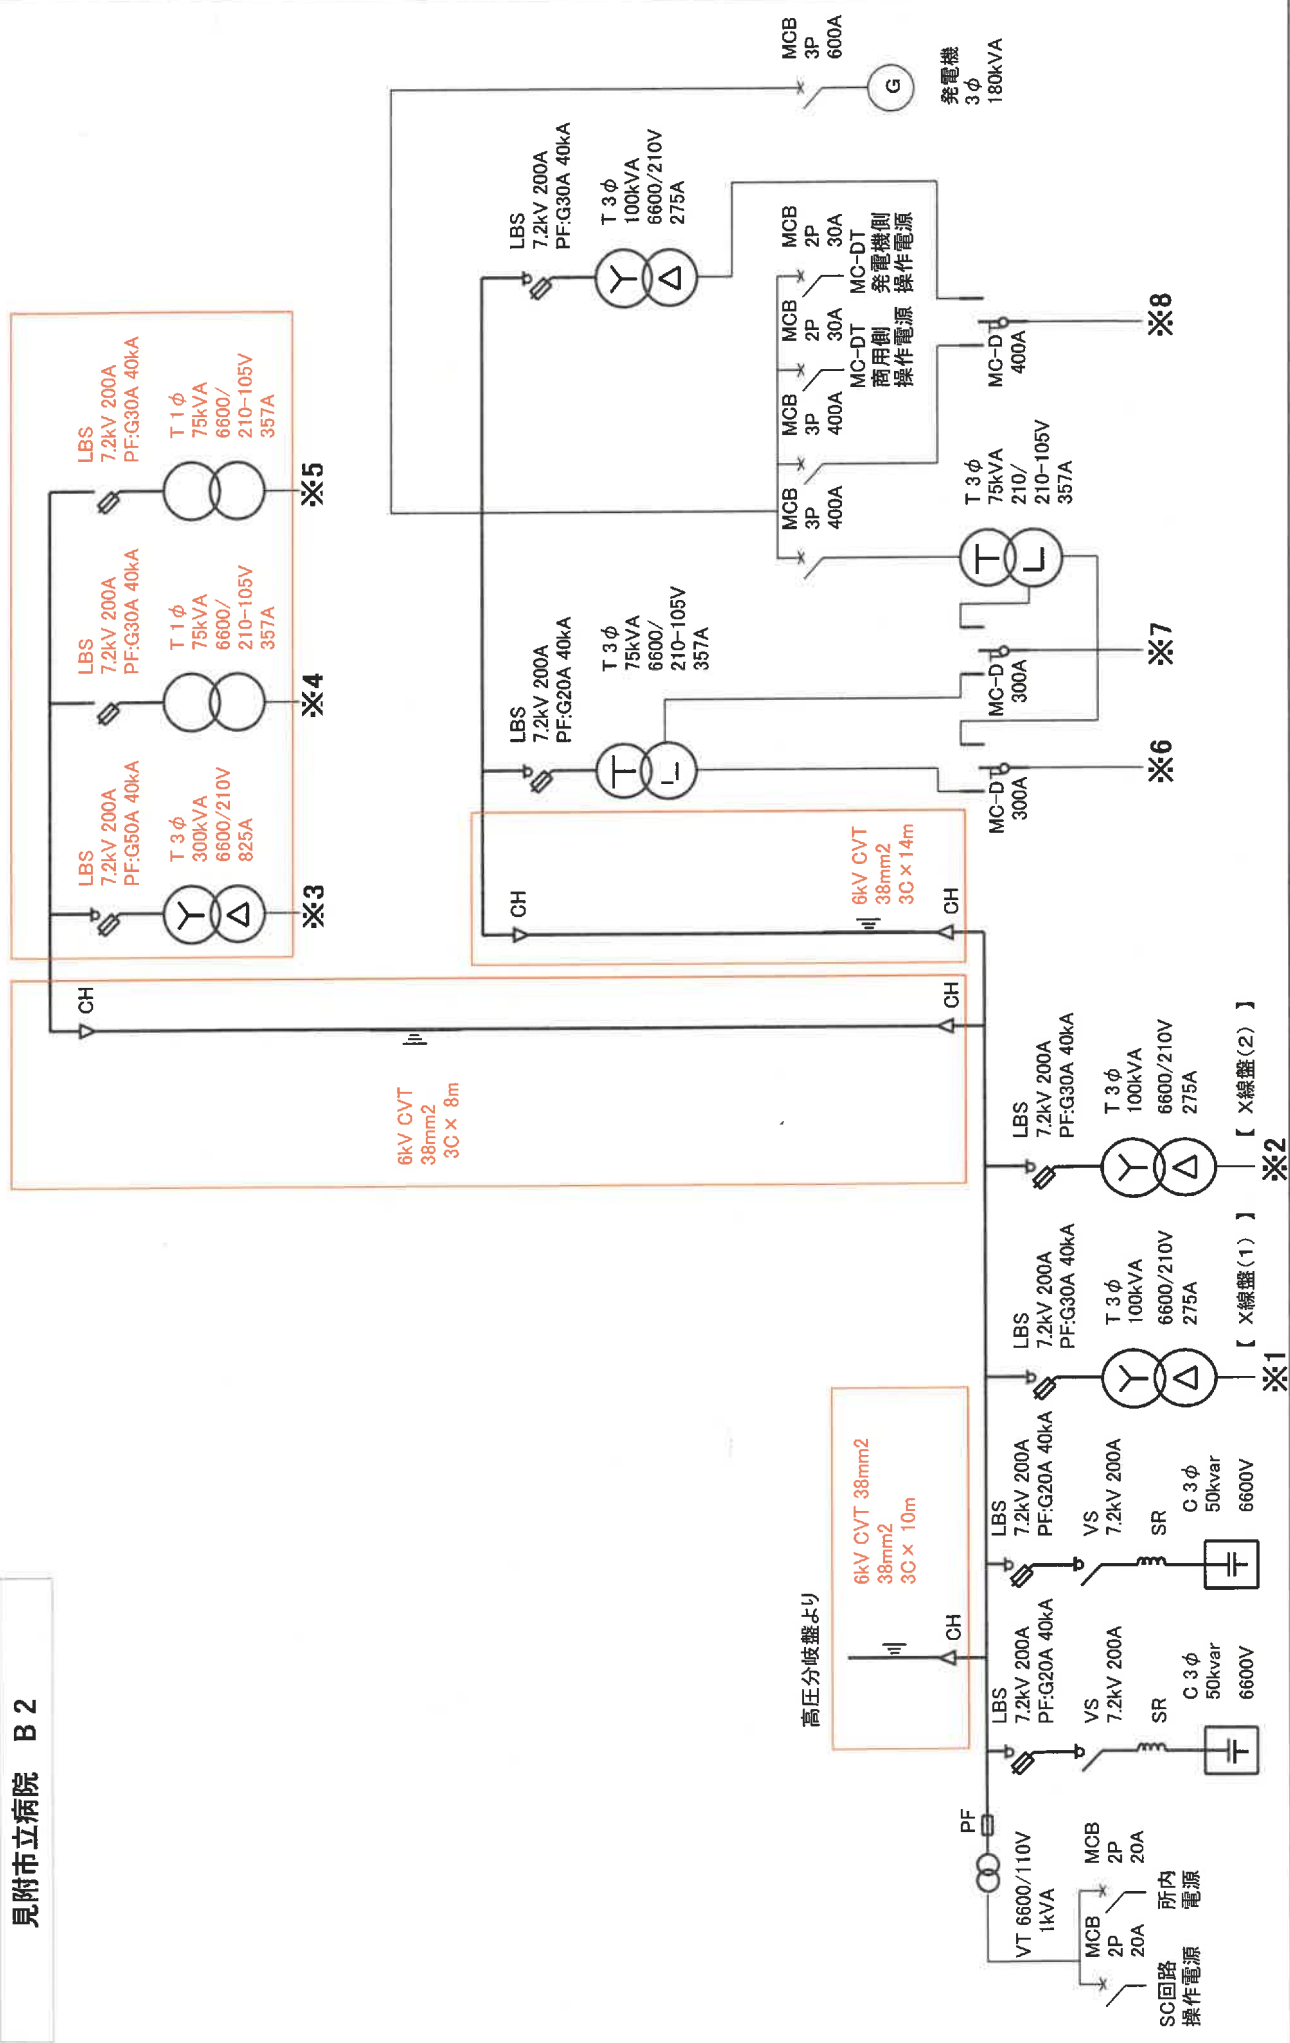 見附市立病院 B 2
LBS
7.2kV 200A
PF:G50A 40kA
T 3φ
300kVA
6600/210V
825A
※3
LBS
7.2kV 200A
PF:G30A 40kA
T 1φ
75kVA
6600/
210-105V
357A
※4
LBS
7.2kV 200A
PF:G30A 40kA
T 1φ
75kVA
6600/
210-105V
357A
※5
CH
6kV CVT
38mm2
3C × 8m
CH
CH
6kV CVT
38mm2
3C × 14m
CH
LBS
7.2kV 200A
PF:G20A 40kA
T 3φ
75kVA
6600/
210-105V
357A
LBS
7.2kV 200A
PF:G30A 40kA
T 3φ
100kVA
6600/210V
275A
MCB
3P
600A
G
発電機
3φ
180kVA
MCB
3P
400A
MCB
3P
400A
MCB
2P
30A
MC-DT
商用側
操作電源
MCB
2P
30A
MC-DT
発電機側
操作電源
T 3φ
75kVA
210/
210-105V
357A
MC-D
300A
※6
MC-D
300A
※7
MC-D
400A
※8
高圧分岐盤より
6kV CVT 38mm2
38mm2
3C × 10m
CH
PF
VT 6600/110V
1kVA
MCB
2P
20A
SC回路
操作電源
MCB
2P
20A
所内
電源
LBS
7.2kV 200A
PF:G20A 40kA
VS
7.2kV 200A
SR
C 3φ
50kvar
6600V
LBS
7.2kV 200A
PF:G20A 40kA
VS
7.2kV 200A
SR
C 3φ
50kvar
6600V
LBS
7.2kV 200A
PF:G30A 40kA
T 3φ
100kVA
6600/210V
275A
【 X線盤(1) 】
※1
LBS
7.2kV 200A
PF:G30A 40kA
T 3φ
100kVA
6600/210V
275A
【 X線盤(2) 】
※2